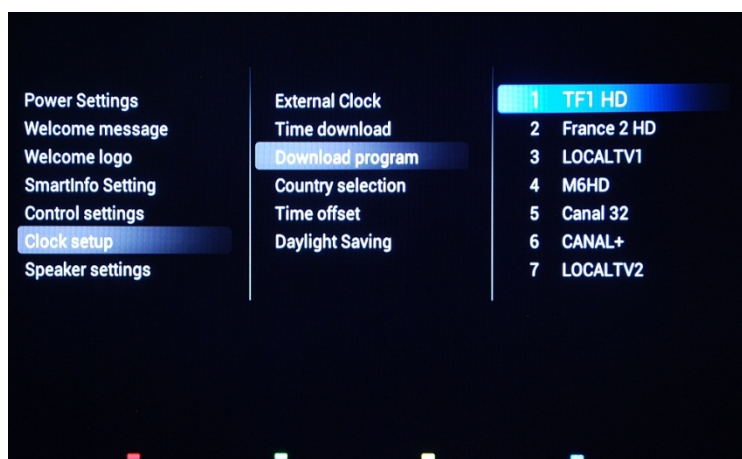 Power Settings
Welcome message
Welcome logo
SmartInfo Setting
Control settings
Clock setup
Speaker settings
External Clock
Time download
Download program
Country selection
Time offset
Daylight Saving
1 TF1 HD
2 France 2 HD
3 LOCALTV1
4 M6HD
5 Canal 32
6 CANAL+
7 LOCALTV2